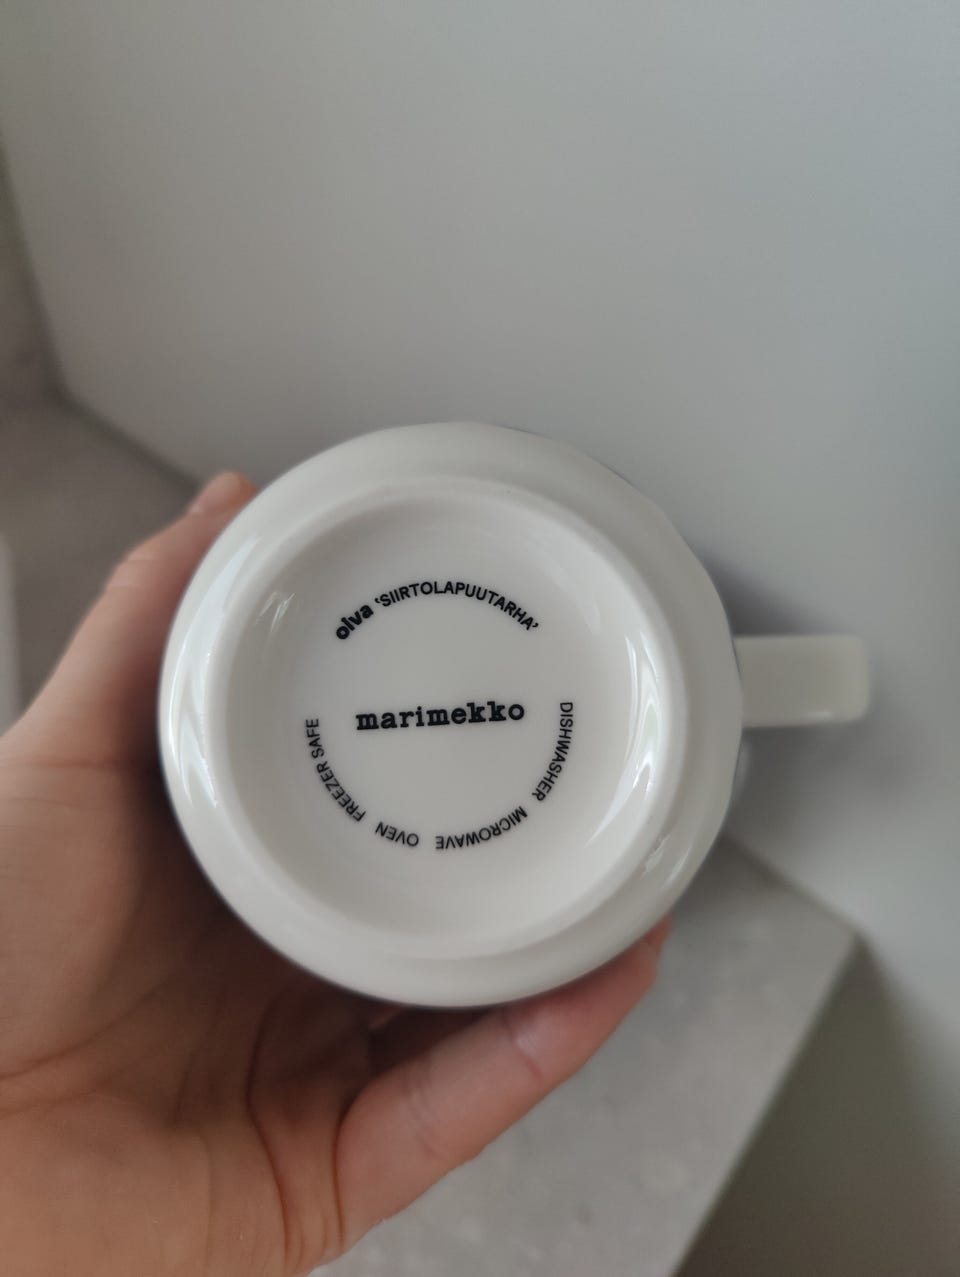 oiva ‘SIIRTOLAPUUTARHA’
marimekko
DISHWASHER MICROWAVE OVEN FREEZER SAFE